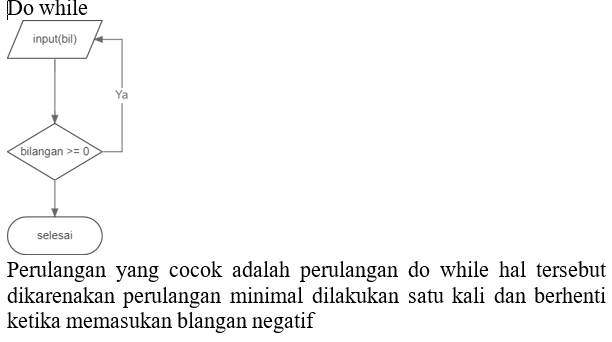 Do while
input(bil)
Ya
bilangan >= 0
selesai
Perulangan yang cocok adalah perulangan do while hal tersebut
dikarenakan perulangan minimal dilakukan satu kali dan berhenti
ketika memasukan blangan negatif